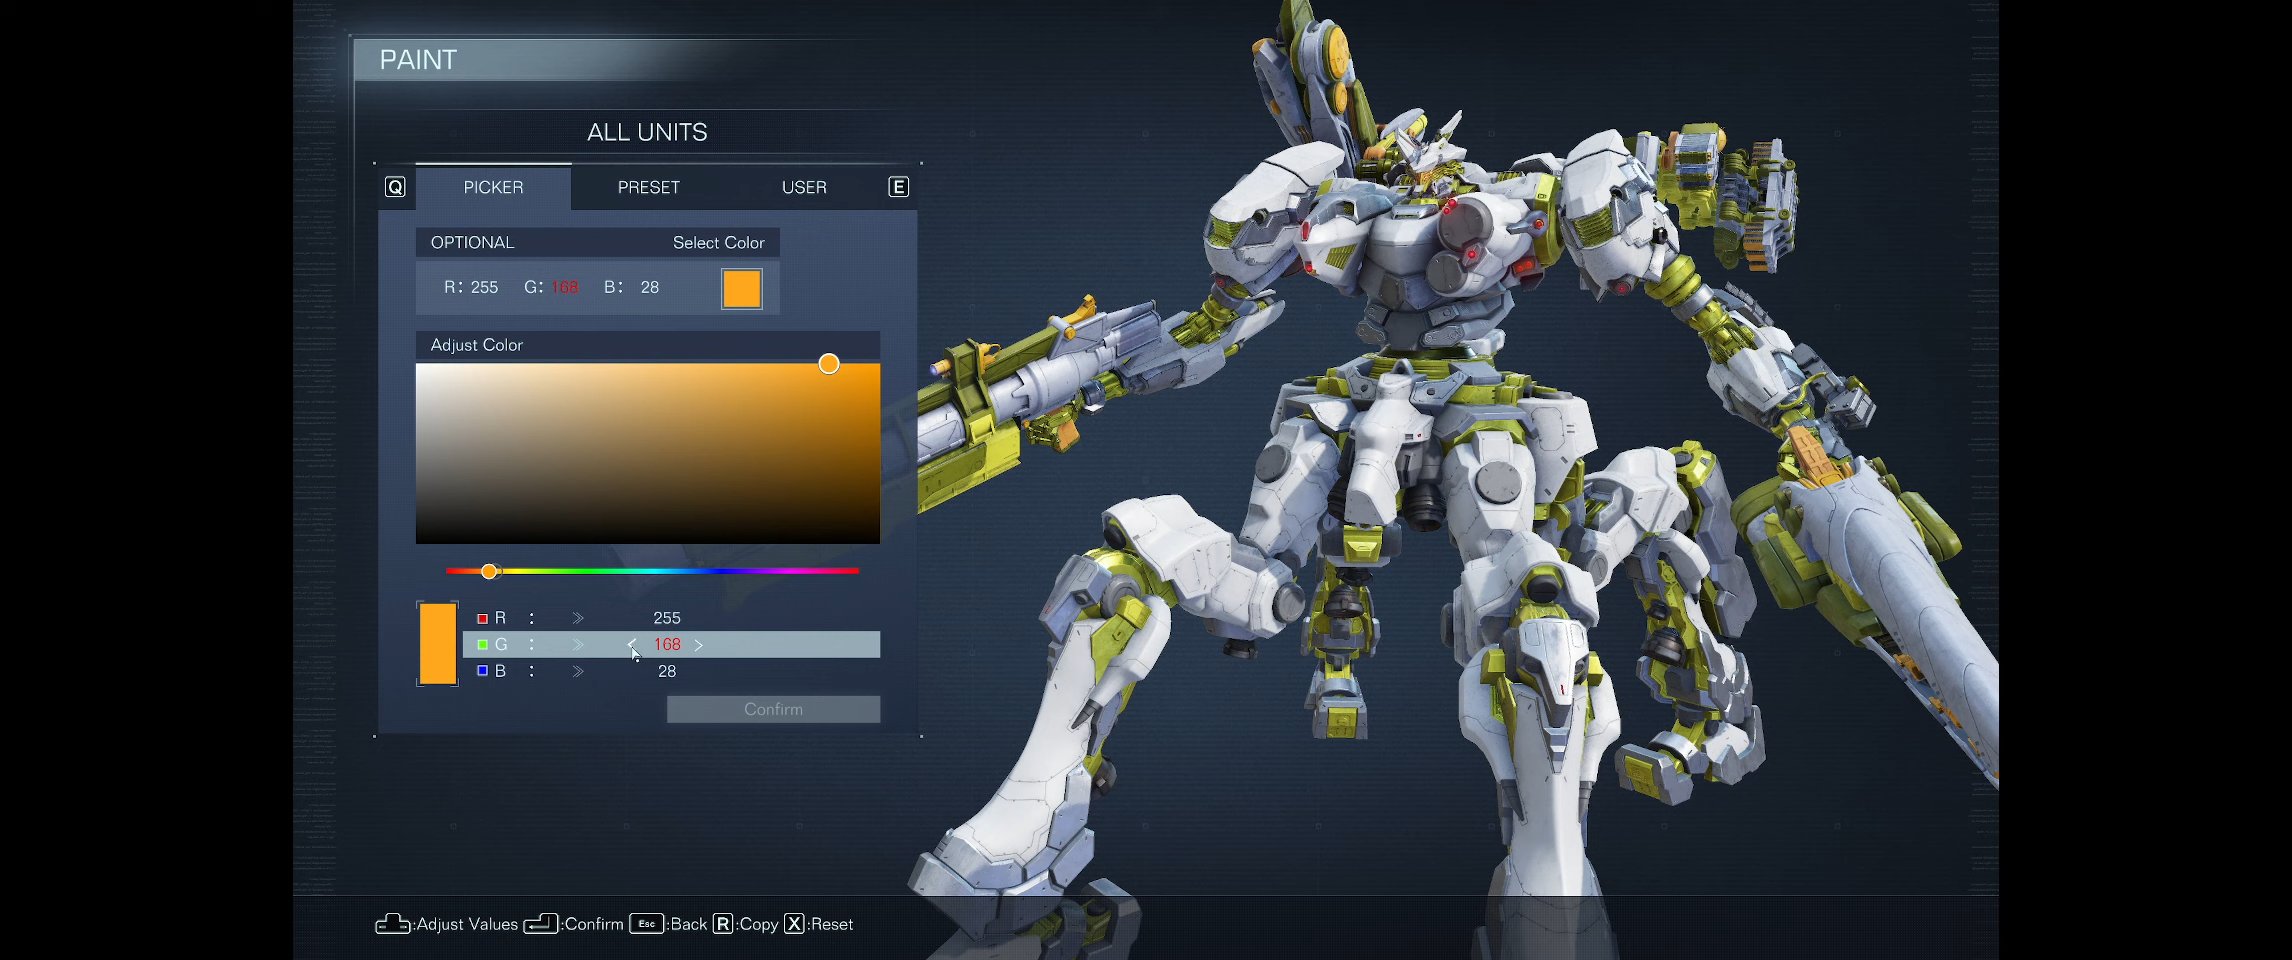 PAINT
ALL UNITS
Q PICKER PRESET USER E
OPTIONAL Select Color
R: 255 G: 168 B: 28
Adjust Color
R : 255
G : < 168 >
B : 28
Confirm
:Adjust Values :Confirm Esc :Back R :Copy X :Reset